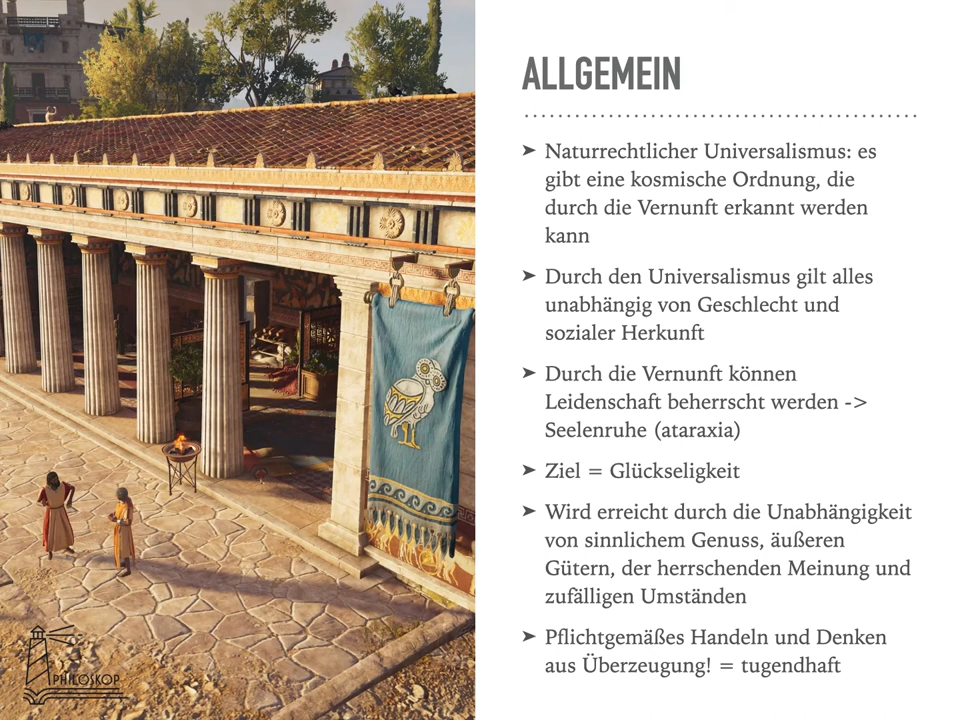 ALLGEMEIN
➤ Naturrechtlicher Universalismus: es
gibt eine kosmische Ordnung, die
durch die Vernunft erkannt werden
kann
➤ Durch den Universalismus gilt alles
unabhängig von Geschlecht und
sozialer Herkunft
➤ Durch die Vernunft können
Leidenschaft beherrscht werden ->
Seelenruhe (ataraxia)
➤ Ziel = Glückseligkeit
➤ Wird erreicht durch die Unabhängigkeit
von sinnlichem Genuss, äußeren
Gütern, der herrschenden Meinung und
zufälligen Umständen
➤ Pflichtgemäßes Handeln und Denken
aus Überzeugung! = tugendhaft
PHILOSKOP